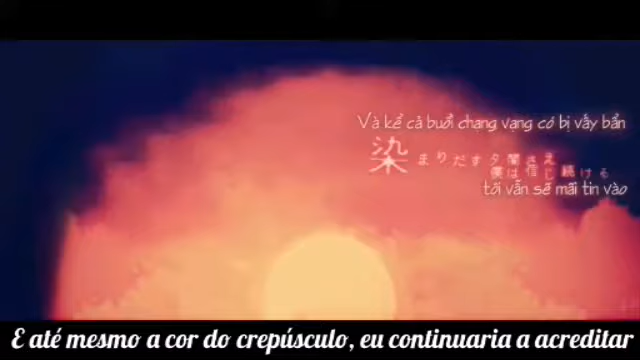 Và kể cả buổi chạng vạng có bị vấy bẩn
染まりだす夕闇さえ
僕は信じ続ける
tôi vẫn sẽ mãi tin vào
E até mesmo a cor do crepúsculo, eu continuaria a acreditar